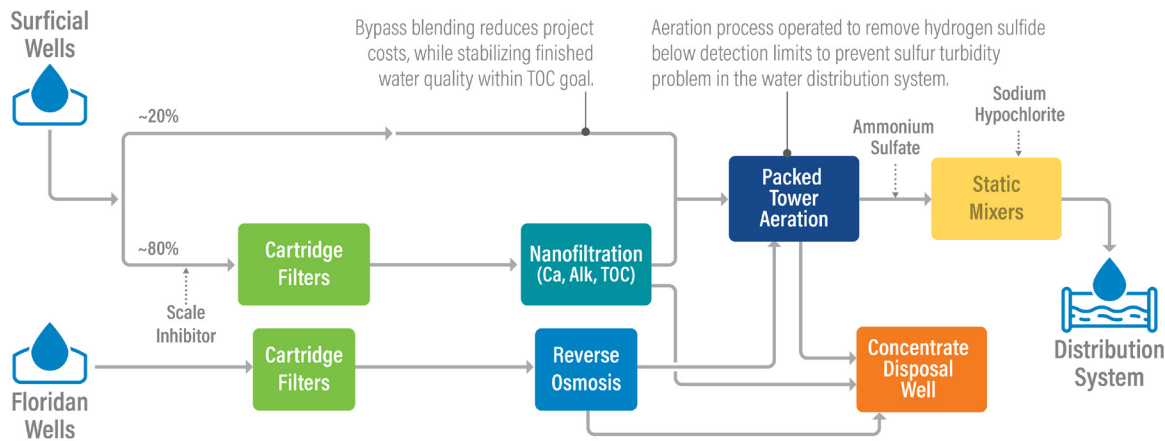 Surficial
Wells
Bypass blending reduces project
costs, while stabilizing finished
water quality within TOC goal.
Aeration process operated to remove hydrogen sulfide
below detection limits to prevent sulfur turbidity
problem in the water distribution system.
~20%
Ammonium
Sulfate
Sodium
Hypochlorite
Packed
Tower
Aeration
Static
Mixers
~80%
Cartridge
Filters
Nanofiltration
(Ca, Alk, TOC)
Scale
Inhibitor
Cartridge
Filters
Reverse
Osmosis
Concentrate
Disposal
Well
Distribution
System
Floridan
Wells